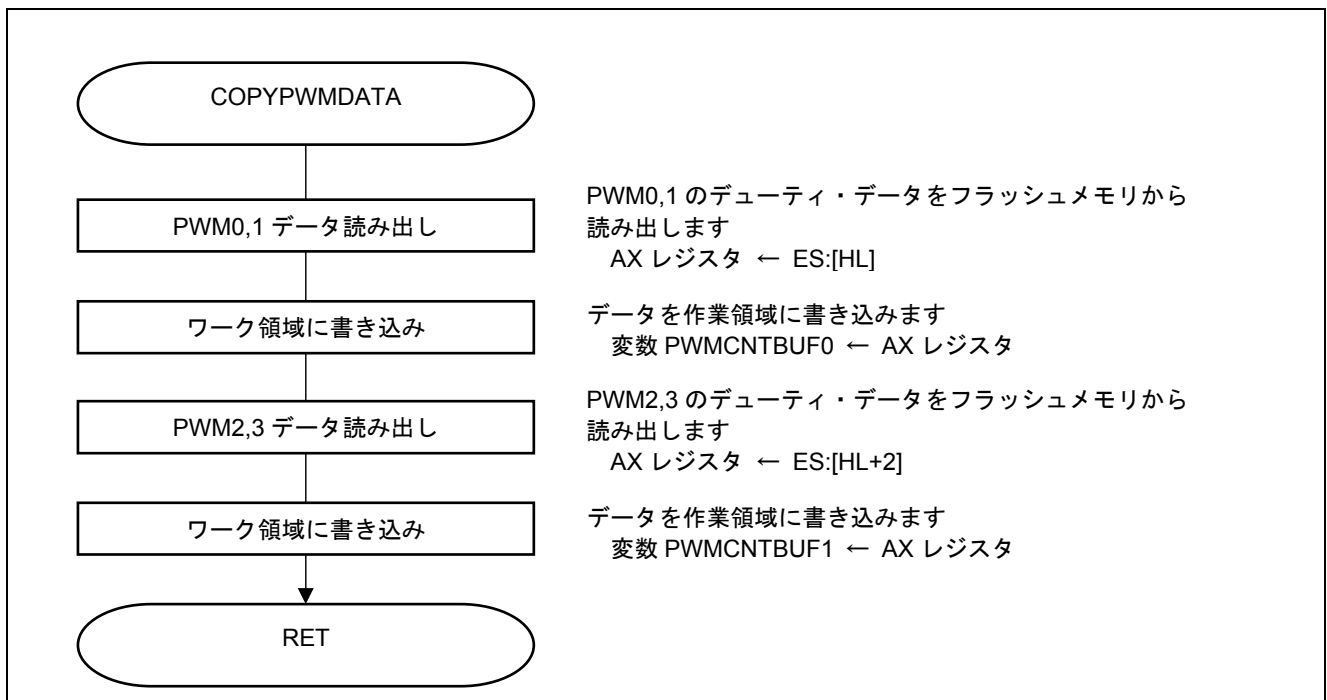 COPYPWMDATA
PWM0,1 データ読み出し
PWM0,1 のデューティ・データをフラッシュメモリから
読み出します
AX レジスタ ← ES:[HL]
ワーク領域に書き込み
データを作業領域に書き込みます
変数 PWMCNTBUF0 ← AX レジスタ
PWM2,3 データ読み出し
PWM2,3 のデューティ・データをフラッシュメモリから
読み出します
AX レジスタ ← ES:[HL+2]
ワーク領域に書き込み
データを作業領域に書き込みます
変数 PWMCNTBUF1 ← AX レジスタ
RET